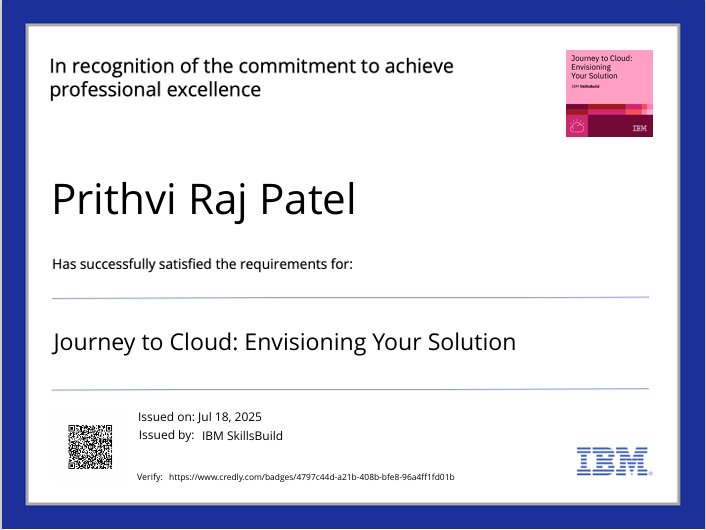 In recognition of the commitment to achieve
professional excellence
Journey to Cloud:
Envisioning
Your Solution
IBM SkillsBuild
IBM
Prithvi Raj Patel
Has successfully satisfied the requirements for:
Journey to Cloud: Envisioning Your Solution
Issued on: Jul 18, 2025
Issued by: IBM SkillsBuild
IBM
Verify: https://www.credly.com/badges/4797c44d-a21b-408b-bfe8-96a4ff1fd01b